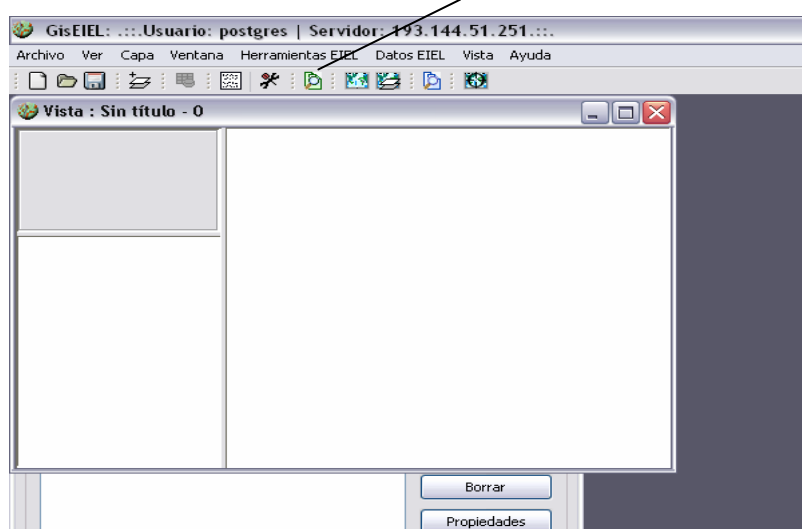 GisEIEL: .::.Usuario: postgres | Servidor: 193.144.51.251.::.
Archivo Ver Capa Ventana Herramientas EIEL Datos EIEL Vista Ayuda
Vista : Sin título - 0
Borrar
Propiedades